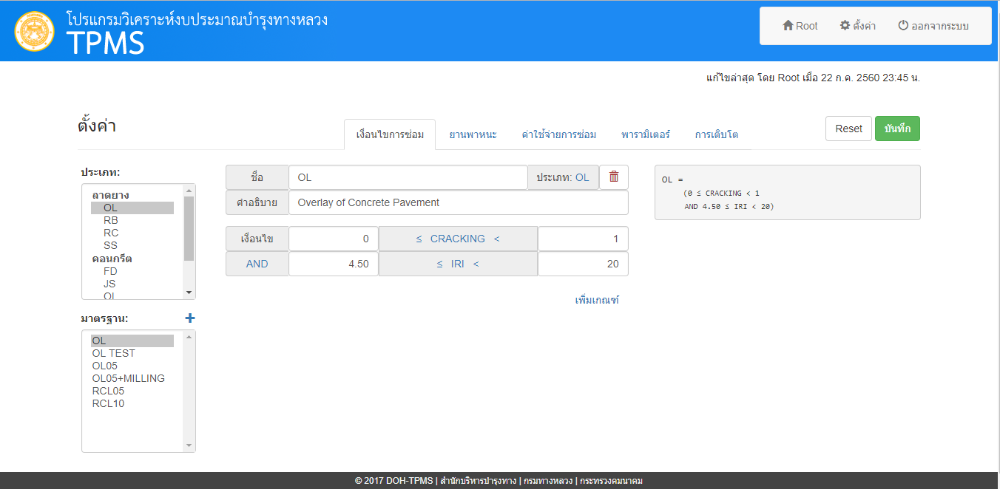 โปรแกรมวิเคราะห์งบประมาณบำรุงทางหลวง
TPMS
Root ตั้งค่า ออกจากระบบ
แก้ไขล่าสุด โดย Root เมื่อ 22 ก.ค. 2560 23:45 น.
ตั้งค่า
เงื่อนไขการซ่อม ยานพาหนะ ค่าใช้จ่ายการซ่อม พารามิเตอร์ การเติบโต
Reset บันทึก
ประเภท:
ลาดยาง
OL
RB
RC
SS
คอนกรีต
FD
JS
OL
มาตรฐาน:
OL
OL TEST
OL05
OL05+MILLING
RCL05
RCL10
ชื่อ OL ประเภท: OL
คำอธิบาย Overlay of Concrete Pavement
เงื่อนไข 0 ≤ CRACKING < 1
AND 4.50 ≤ IRI < 20
เพิ่มเกณฑ์
OL =
(0 ≤ CRACKING < 1
AND 4.50 ≤ IRI < 20)
© 2017 DOH-TPMS | สำนักบริหารบำรุงทาง | กรมทางหลวง | กระทรวงคมนาคม